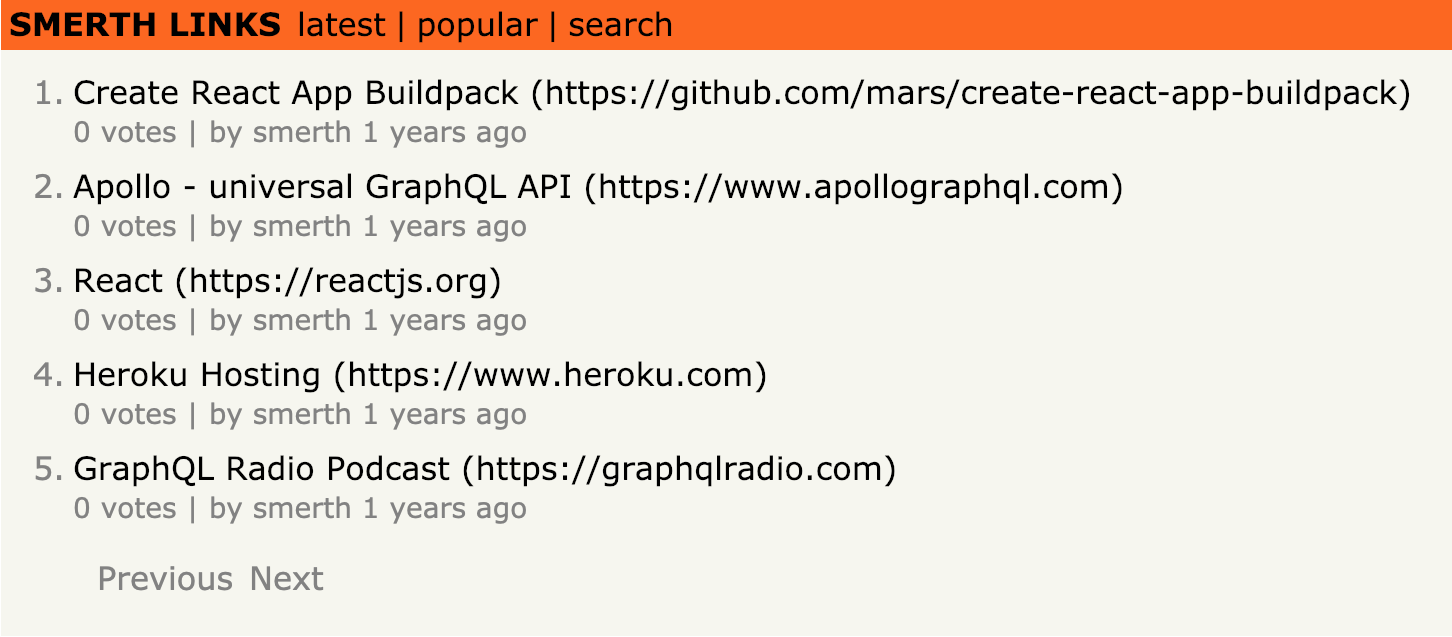 SMERTH LINKS latest | popular | search
1. Create React App Buildpack (https://github.com/mars/create-react-app-buildpack)
0 votes | by smerth 1 years ago
2. Apollo - universal GraphQL API (https://www.apollographql.com)
0 votes | by smerth 1 years ago
3. React (https://reactjs.org)
0 votes | by smerth 1 years ago
4. Heroku Hosting (https://www.heroku.com)
0 votes | by smerth 1 years ago
5. GraphQL Radio Podcast (https://graphqlradio.com)
0 votes | by smerth 1 years ago
Previous Next